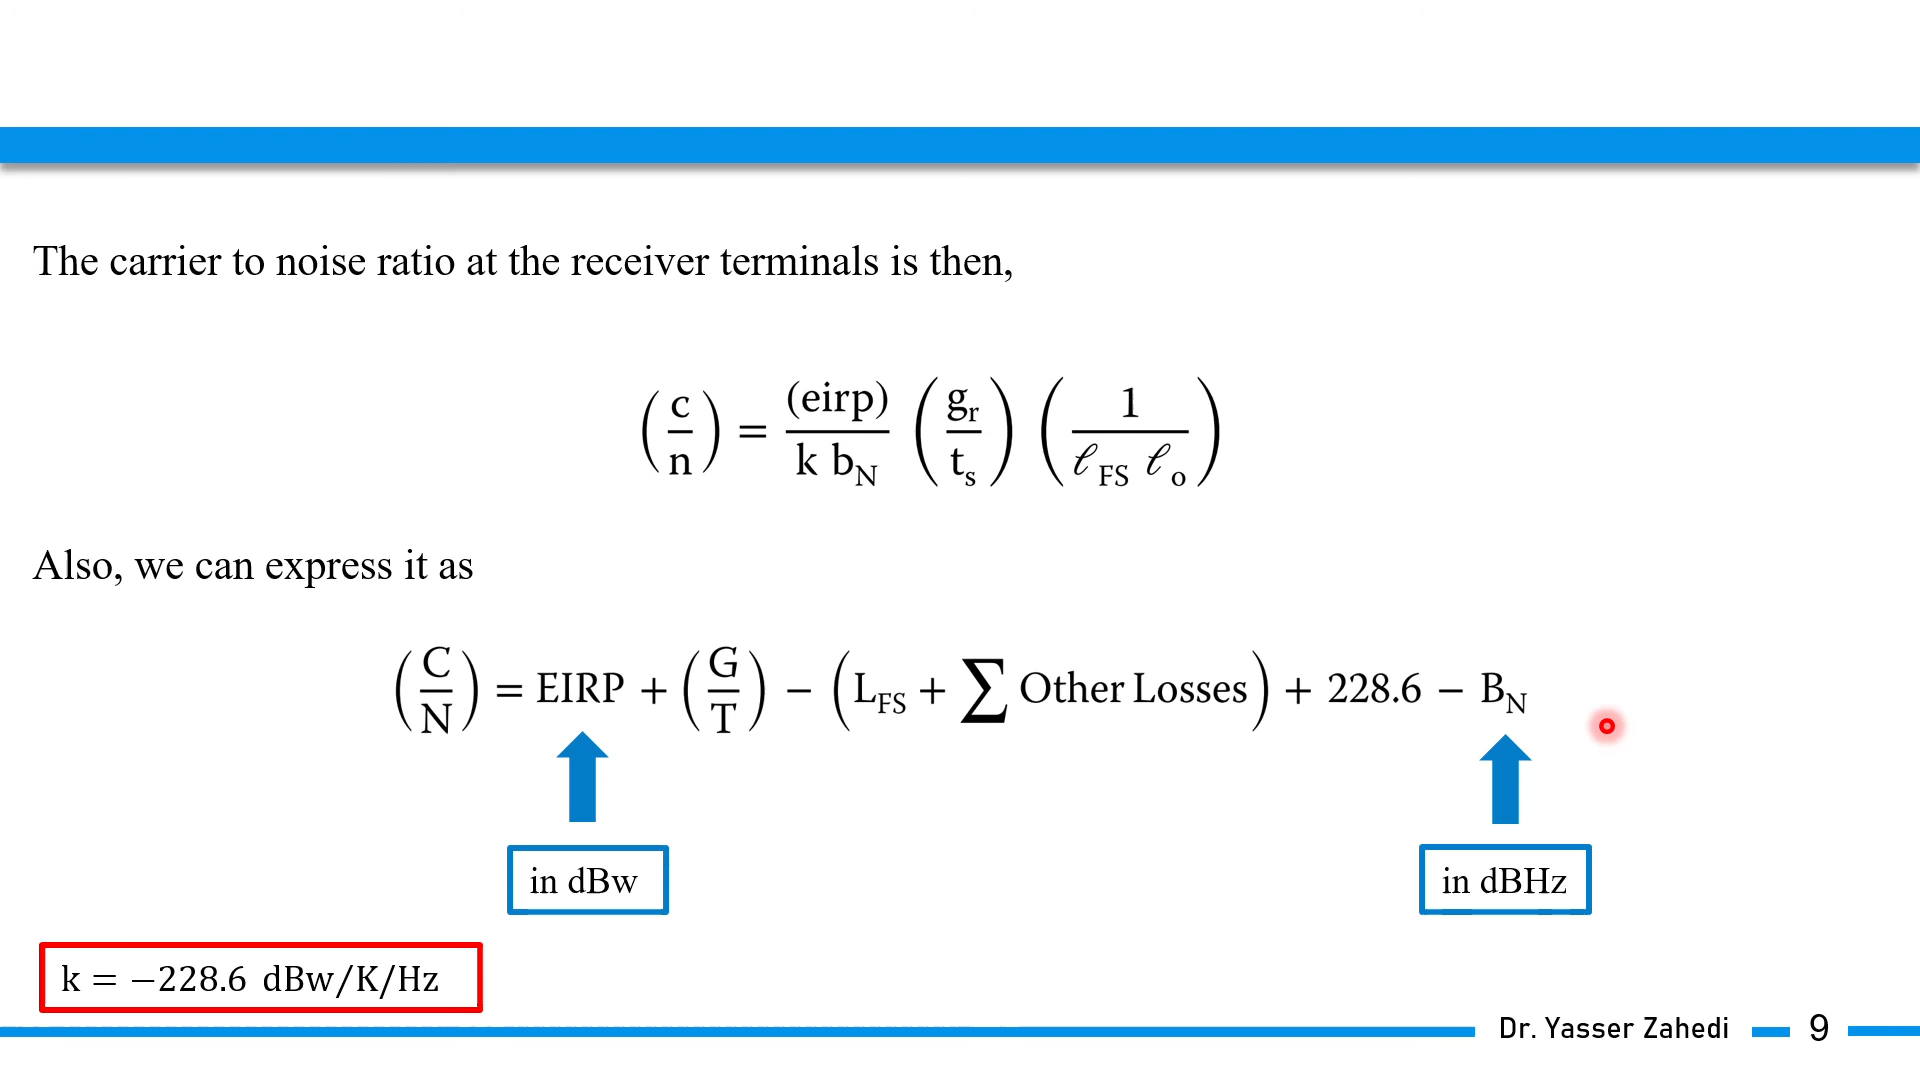 The carrier to noise ratio at the receiver terminals is then,
(c/n) = (eirp)/(k b_N) (g_r/t_s) (1/(ℓ_FS ℓ_o))
Also, we can express it as
(C/N) = EIRP + (G/T) − (L_FS + ∑ Other Losses) + 228.6 − B_N
in dBw
in dBHz
k = −228.6 dBw/K/Hz
Dr. Yasser Zahedi
9